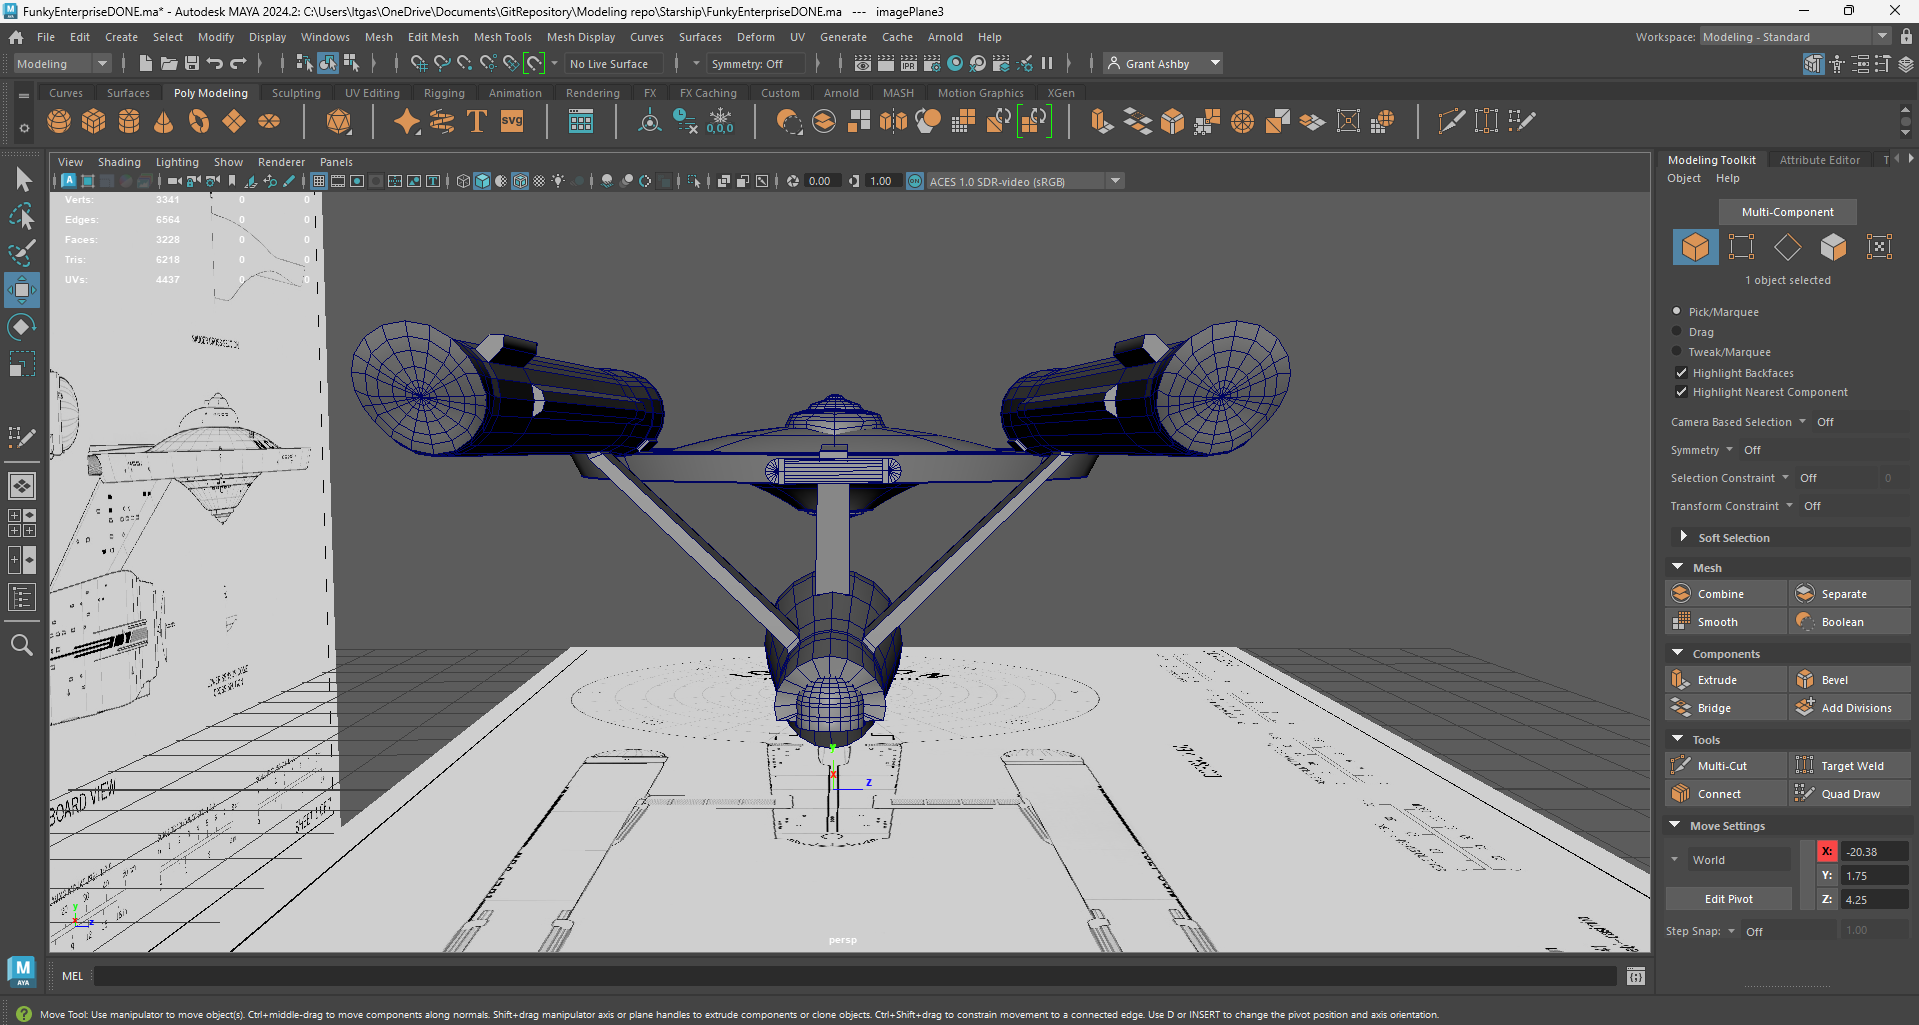 FunkyEnterpriseDONE.ma* - Autodesk MAYA 2024.2: C:\Users\ltgas\OneDrive\Documents\GitRepository\Modeling repo\Starship\FunkyEnterpriseDONE.ma --- imagePlane3
File Edit Create Select Modify Display Windows Mesh Edit Mesh Mesh Tools Mesh Display Curves Surfaces Deform UV Generate Cache Arnold Help
Workspace: Modeling - Standard
Modeling No Live Surface Symmetry: Off IPR Grant Ashby
Curves Surfaces Poly Modeling Sculpting UV Editing Rigging Animation Rendering FX FX Caching Custom Arnold MASH Motion Graphics XGen
T svg 0,0,0
View Shading Lighting Show Renderer Panels
0.00 1.00 ON ACES 1.0 SDR-video (sRGB)
Verts: 3341 0 0
Edges: 6564 0 0
Faces: 3228 0 0
Tris: 6218 0 0
UVs: 4437 0 0
BOARD VIEW
y
x
z
y
x
z
persp
Modeling Toolkit Attribute Editor T
Object Help
Multi-Component
1 object selected
Pick/Marquee
Drag
Tweak/Marquee
Highlight Backfaces
Highlight Nearest Component
Camera Based Selection Off
Symmetry Off
Selection Constraint Off 0
Transform Constraint Off
Soft Selection
Mesh
Combine Separate
Smooth Boolean
Components
Extrude Bevel
Bridge Add Divisions
Tools
Multi-Cut Target Weld
Connect Quad Draw
Move Settings
World X: -20.38
Y: 1.75
Edit Pivot Z: 4.25
Step Snap: Off 1.00
M AYA
MEL
Move Tool: Use manipulator to move object(s). Ctrl+middle-drag to move components along normals. Shift+drag manipulator axis or plane handles to extrude components or clone objects. Ctrl+Shift+drag to constrain movement to a connected edge. Use D or INSERT to change the pivot position and axis orientation.